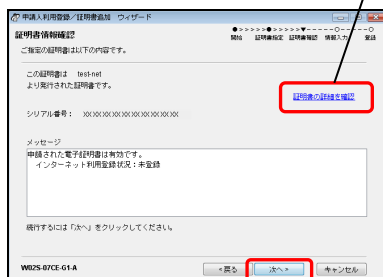 申請人利用登録／証明書追加 ウィザード
証明書情報確認
ご指定の証明書は以下の内容です。
●>>>>>●>>>>>▼-----○-----○
開始 証明書指定 証明書確認 情報入力 登録
この証明書は test-net
より発行された証明書です。
証明書の詳細を確認
シリアル番号： XXXXXXXXXXXXXXXXXXXX
メッセージ
申請された電子証明書は有効です。
インターネット利用登録状況：未登録
続行するには「次へ」をクリックしてください。
W02S-07CE-G1-A
<戻る
次へ>
キャンセル